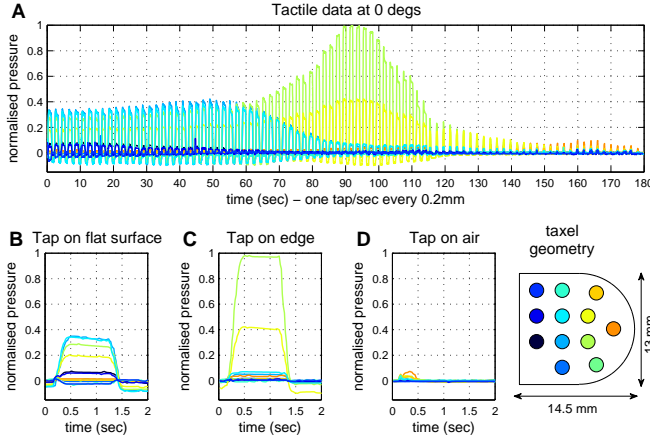 A
Tactile data at 0 degs
normalised pressure
1
0.8
0.6
0.4
0.2
0
0 10 20 30 40 50 60 70 80 90 100 110 120 130 140 150 160 170 180
time (sec) – one tap/sec every 0.2mm
B Tap on flat surface
normalised pressure
1
0.8
0.6
0.4
0.2
0
0 0.5 1 1.5 2
time (sec)
C Tap on edge
normalised pressure
1
0.8
0.6
0.4
0.2
0
0 0.5 1 1.5 2
time (sec)
D Tap on air
normalised pressure
1
0.8
0.6
0.4
0.2
0
0 0.5 1 1.5 2
time (sec)
taxel
geometry
13 mm
14.5 mm